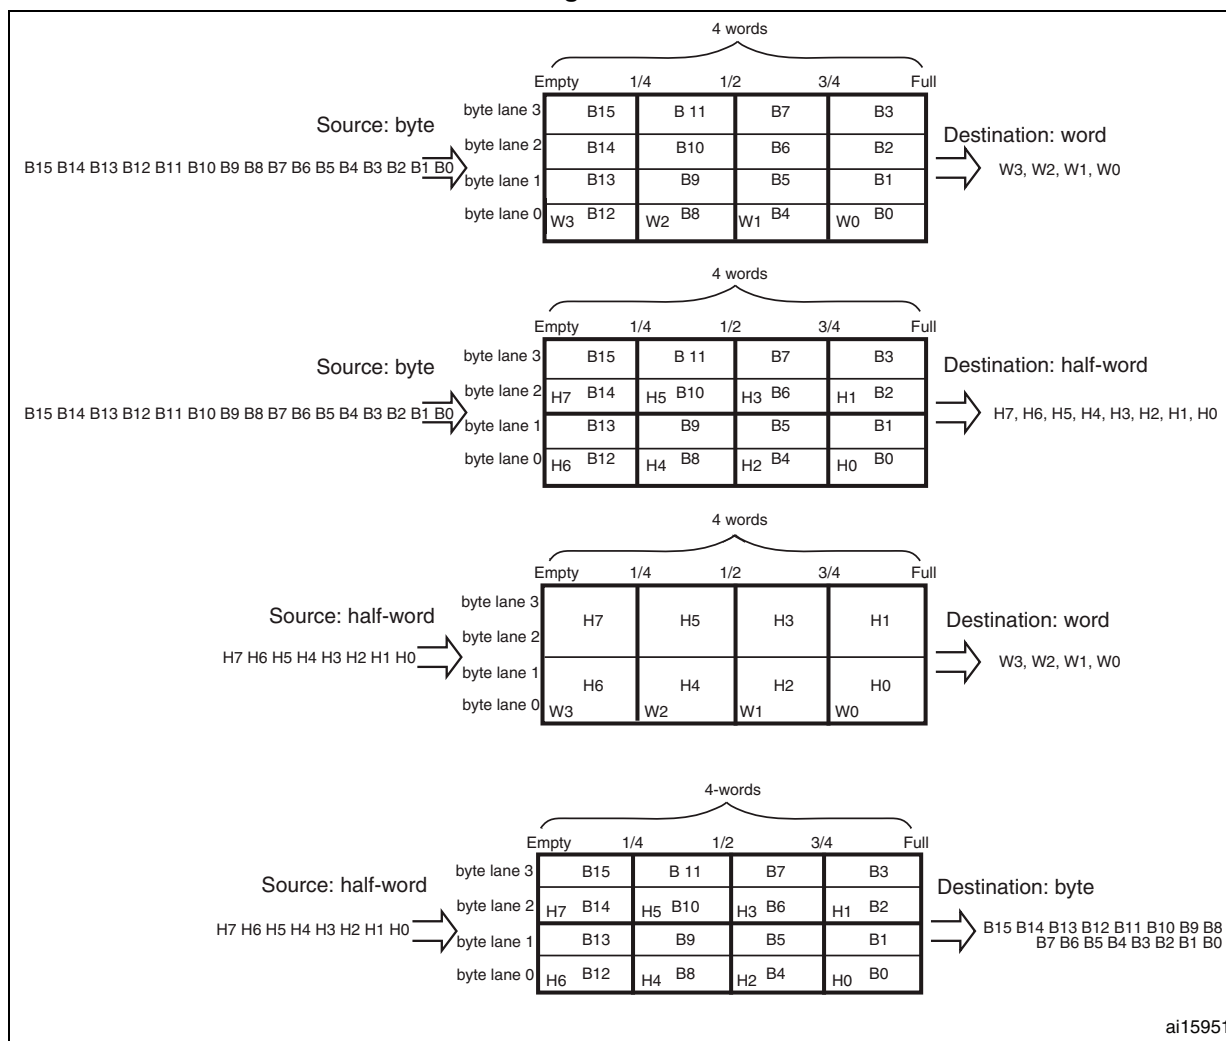 4 words
Empty 1/4 1/2 3/4 Full
byte lane 3 B15 B 11 B7 B3
Source: byte
Destination: word
byte lane 2 B14 B10 B6 B2
B15 B14 B13 B12 B11 B10 B9 B8 B7 B6 B5 B4 B3 B2 B1 B0
W3, W2, W1, W0
byte lane 1 B13 B9 B5 B1
byte lane 0 W3 B12 W2 B8 W1 B4 W0 B0
4 words
Empty 1/4 1/2 3/4 Full
byte lane 3 B15 B 11 B7 B3
Source: byte
Destination: half-word
byte lane 2 H7 B14 H5 B10 H3 B6 H1 B2
B15 B14 B13 B12 B11 B10 B9 B8 B7 B6 B5 B4 B3 B2 B1 B0
H7, H6, H5, H4, H3, H2, H1, H0
byte lane 1 B13 B9 B5 B1
byte lane 0 H6 B12 H4 B8 H2 B4 H0 B0
4 words
Empty 1/4 1/2 3/4 Full
byte lane 3
Source: half-word
H7 H5 H3 H1
Destination: word
byte lane 2
H7 H6 H5 H4 H3 H2 H1 H0
W3, W2, W1, W0
byte lane 1
H6 H4 H2 H0
byte lane 0 W3 W2 W1 W0
4-words
Empty 1/4 1/2 3/4 Full
byte lane 3 B15 B 11 B7 B3
Source: half-word
Destination: byte
byte lane 2 H7 B14 H5 B10 H3 B6 H1 B2
H7 H6 H5 H4 H3 H2 H1 H0
B15 B14 B13 B12 B11 B10 B9 B8
B7 B6 B5 B4 B3 B2 B1 B0
byte lane 1 B13 B9 B5 B1
byte lane 0 H6 B12 H4 B8 H2 B4 H0 B0
ai15951